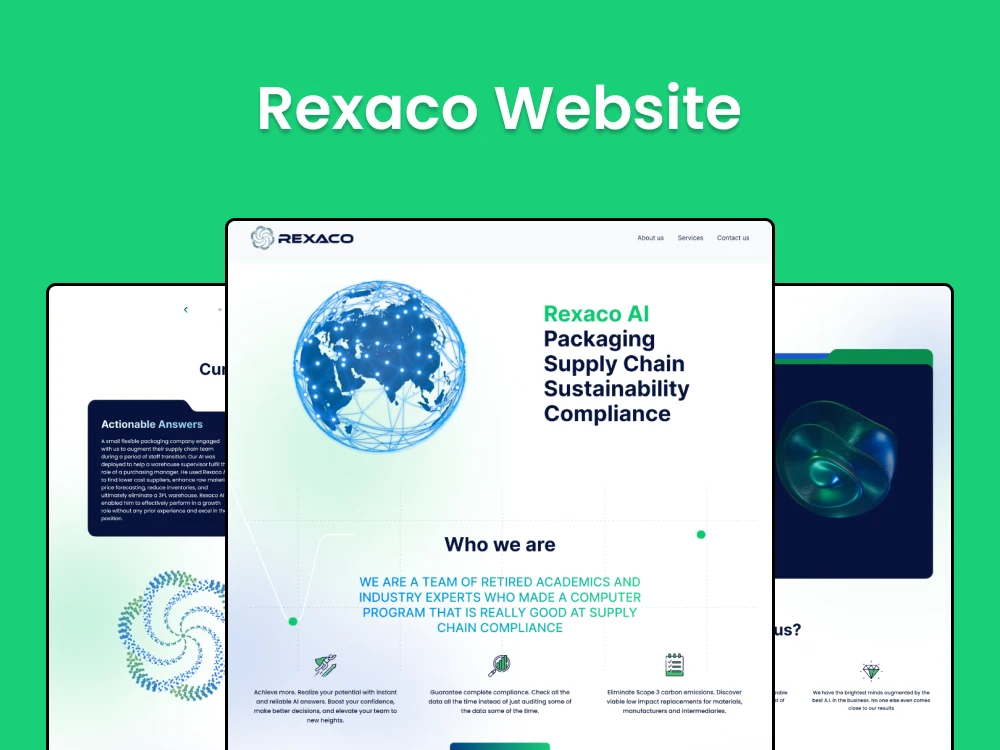 Rexaco Website
REXACO
About us
Services
Contact us
Rexaco AI
Packaging
Supply Chain
Sustainability
Compliance
Who we are
WE ARE A TEAM OF RETIRED ACADEMICS AND
INDUSTRY EXPERTS WHO MADE A COMPUTER
PROGRAM THAT IS REALLY GOOD AT SUPPLY
CHAIN COMPLIANCE
Achieve more. Realize your potential with instant
and reliable AI answers. Boost your confidence,
make better decisions, and elevate your team to
new heights.
Guarantee complete compliance. Check all the
data all the time instead of just auditing some of
the data some of the time.
Eliminate Scope 3 carbon emissions. Discover
viable low impact replacements for materials,
manufacturers and intermediaries.
Cur
Actionable Answers
A small flexible packaging company engaged
with us to augment their supply chain team
during a period of staff transition. Our AI was
deployed to help a warehouse supervisor fulfil th
role of a purchasing manager. He used Rexaco A
to find lower cost suppliers, enhance raw materi
price forecasting, reduce inventories, and
ultimately eliminate a 3PL warehouse. Rexaco AI
enabled him to effectively perform in a growth
role without any prior experience and excel in th
position.
us?
We have the brightest minds augmented by the
best A.I. in the business. No one else even comes
close to our results